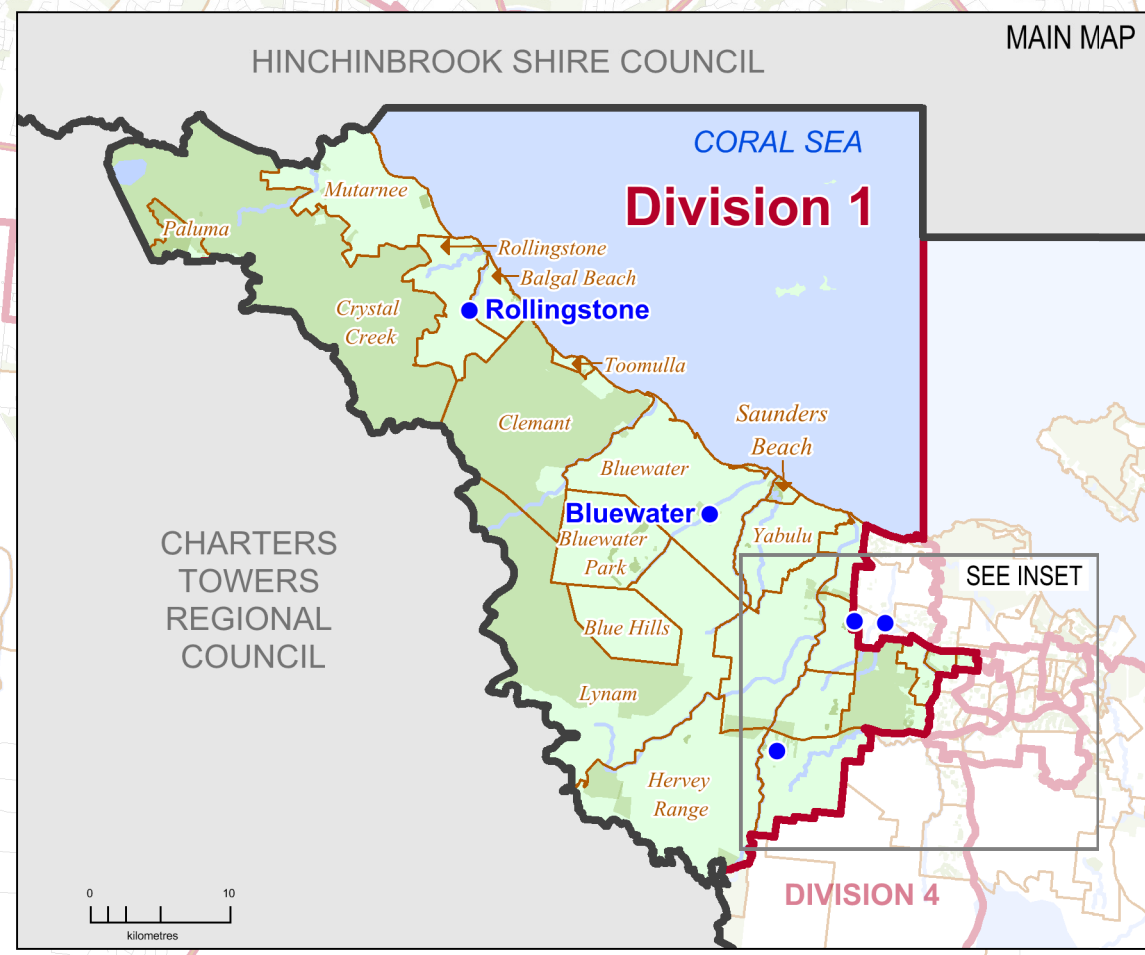 MAIN MAP
HINCHINBROOK SHIRE COUNCIL
CORAL SEA
Division 1
Mutarnee
Paluma
Rollingstone
Balgal Beach
Crystal
Creek
Rollingstone
Toomulla
Clemant
Saunders
Beach
Bluewater
Bluewater
Yabulu
Bluewater
Park
CHARTERS
TOWERS
REGIONAL
COUNCIL
SEE INSET
Blue Hills
Lynam
Hervey
Range
DIVISION 4
0 10
kilometres